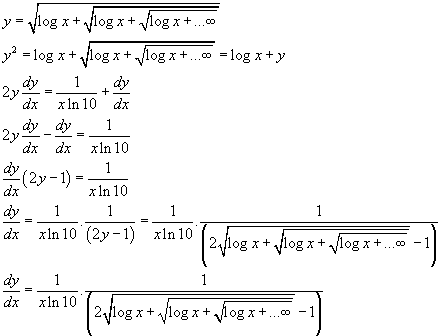 y = √(log x + √(log x + √(log x + ...∞)))
y² = log x + √(log x + √(log x + ...∞)) = log x + y
2y dy/dx = 1/(x ln 10) + dy/dx
2y dy/dx − dy/dx = 1/(x ln 10)
dy/dx (2y − 1) = 1/(x ln 10)
dy/dx = 1/(x ln 10) . 1/(2y − 1) = 1/(x ln 10) . 1/(2√(log x + √(log x + √(log x + ...∞))) − 1)
dy/dx = 1/(x ln 10) . 1/(2√(log x + √(log x + √(log x + ...∞))) − 1)